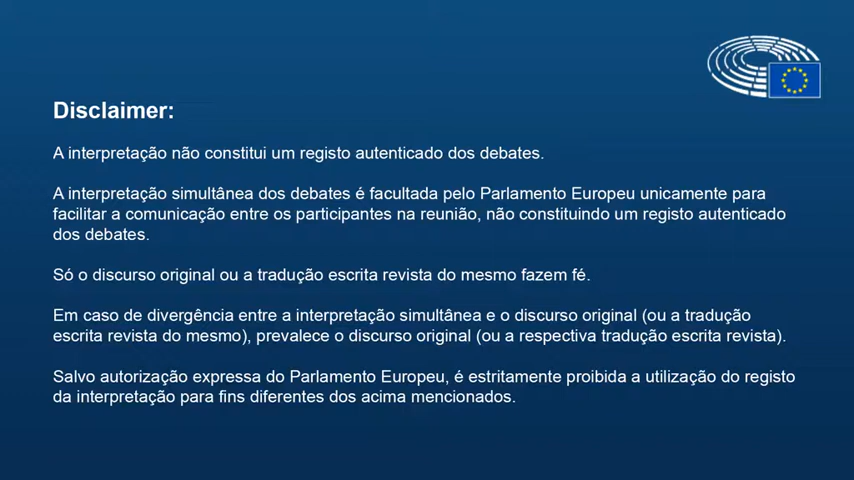 Disclaimer:
A interpretação não constitui um registo autenticado dos debates.
A interpretação simultânea dos debates é facultada pelo Parlamento Europeu unicamente para
facilitar a comunicação entre os participantes na reunião, não constituindo um registo autenticado
dos debates.
Só o discurso original ou a tradução escrita revista do mesmo fazem fé.
Em caso de divergência entre a interpretação simultânea e o discurso original (ou a tradução
escrita revista do mesmo), prevalece o discurso original (ou a respectiva tradução escrita revista).
Salvo autorização expressa do Parlamento Europeu, é estritamente proibida a utilização do registo
da interpretação para fins diferentes dos acima mencionados.